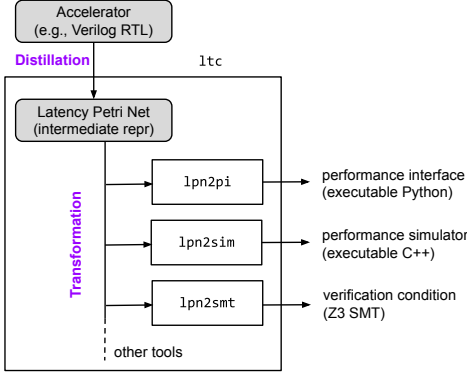 Accelerator
(e.g., Verilog RTL)
Distillation
ltc
Latency Petri Net
(intermediate repr)
Transformation
lpn2pi
performance interface
(executable Python)
lpn2sim
performance simulator
(executable C++)
lpn2smt
verification condition
(Z3 SMT)
other tools